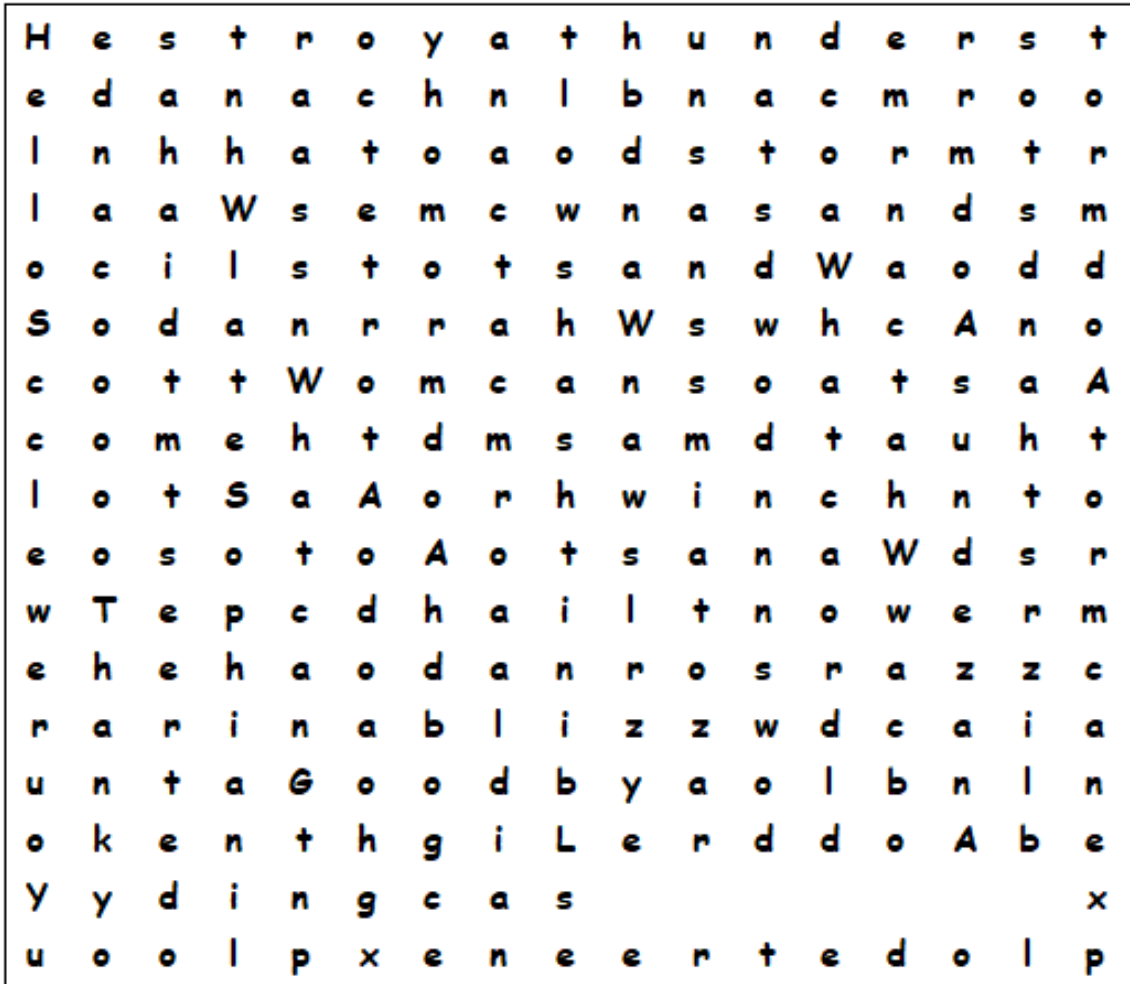 H e s t r o y a t h u n d e r s t
e d a n a c h n l b n a c m r o o
l n h h a t o a o d s t o r m t r
l a a W s e m c w n a s a n d s m
o c i l s t o t s a n d W a o d d
S o d a n r r a h W s w h c A n o
c o t t W o m c a n s o a t s a A
c o m e h t d m s a m d t a u h t
l o t S a A o r h w i n c h n t o
e o s o t o A o t s a n a W d s r
w T e p c d h a i l t n o w e r m
e h e h a o d a n r o s r a z z c
r a r i n a b l i z z w d c a i a
u n t a G o o d b y a o l b n l n
o k e n t h g i L e r d d o A b e
Y y d i n g c a s x
u o o l p x e n e e r t e d o l p